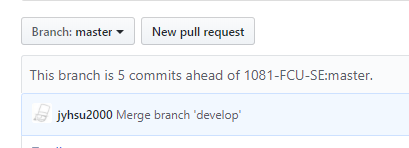 Branch: master New pull request
This branch is 5 commits ahead of 1081-FCU-SE:master.
jyhsu2000 Merge branch 'develop'